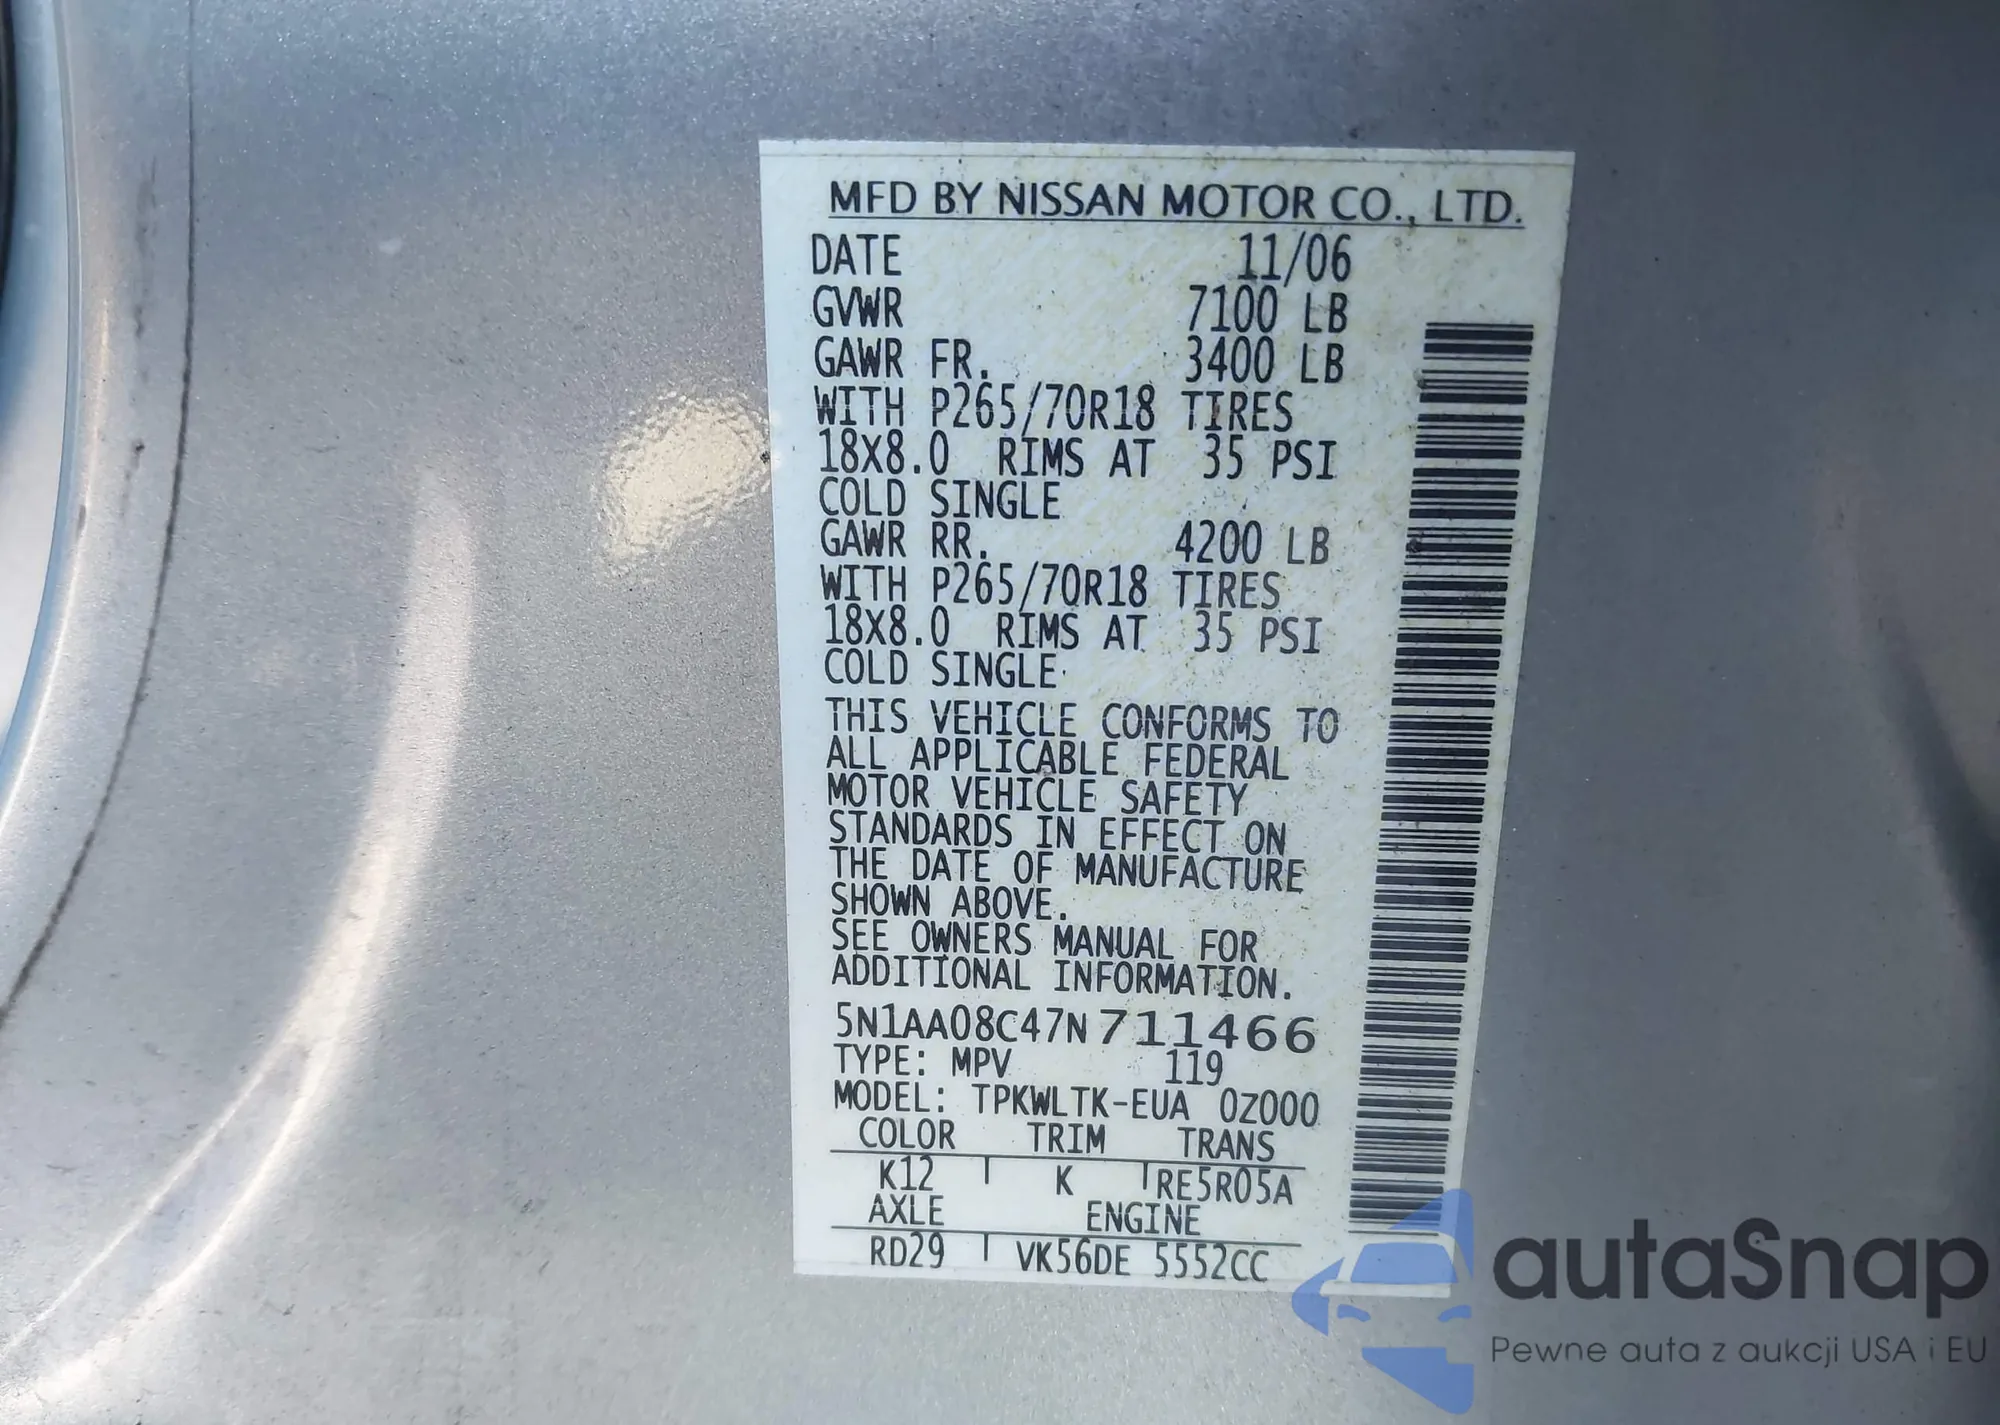 MFD BY NISSAN MOTOR CO., LTD.
DATE 11/06
GVWR 7100 LB
GAWR FR. 3400 LB
WITH P265/70R18 TIRES
18X8.0 RIMS AT 35 PSI
COLD SINGLE
GAWR RR. 4200 LB
WITH P265/70R18 TIRES
18X8.0 RIMS AT 35 PSI
COLD SINGLE
THIS VEHICLE CONFORMS TO
ALL APPLICABLE FEDERAL
MOTOR VEHICLE SAFETY
STANDARDS IN EFFECT ON
THE DATE OF MANUFACTURE
SHOWN ABOVE.
SEE OWNERS MANUAL FOR
ADDITIONAL INFORMATION.
5N1AA08C47N711466
TYPE: MPV 119
MODEL: TPKWLTK-EUA 0Z000
COLOR TRIM TRANS
K12 K RE5R05A
AXLE ENGINE
RD29 VK56DE 5552CC
autaSnap
Pewne auta z aukcji USA i EU